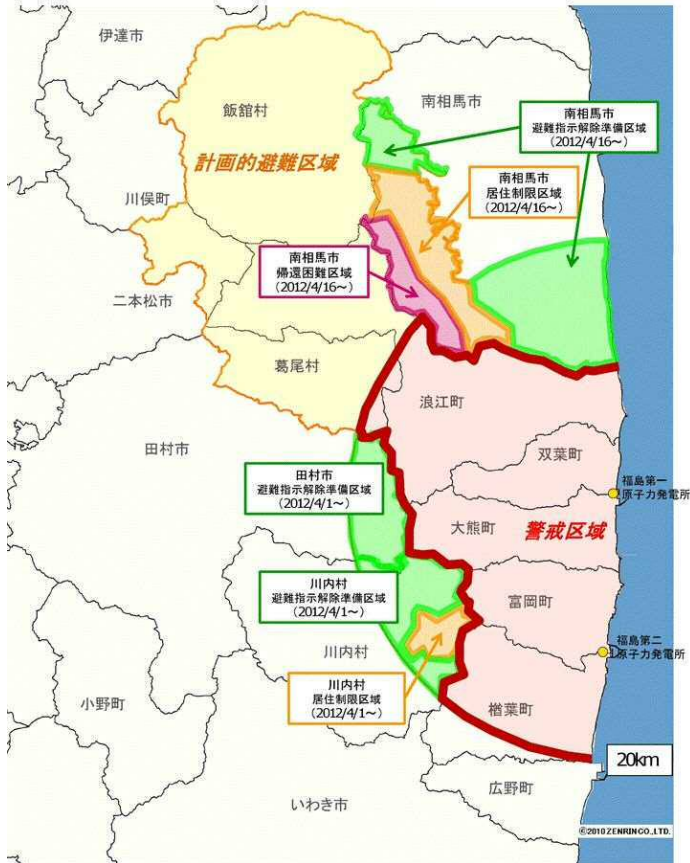 伊達市
飯舘村
南相馬市
南相馬市
避難指示解除準備区域
(2012/4/16～)
計画的避難区域
南相馬市
居住制限区域
(2012/4/16～)
川俣町
南相馬市
帰還困難区域
(2012/4/16～)
二本松市
葛尾村
浪江町
田村市
双葉町
田村市
避難指示解除準備区域
(2012/4/1～)
福島第一
原子力発電所
大熊町
警戒区域
川内村
避難指示解除準備区域
(2012/4/1～)
富岡町
福島第二
原子力発電所
川内村
川内村
居住制限区域
(2012/4/1～)
小野町
楢葉町
20km
広野町
いわき市
©2010 ZENRIN CO., LTD.